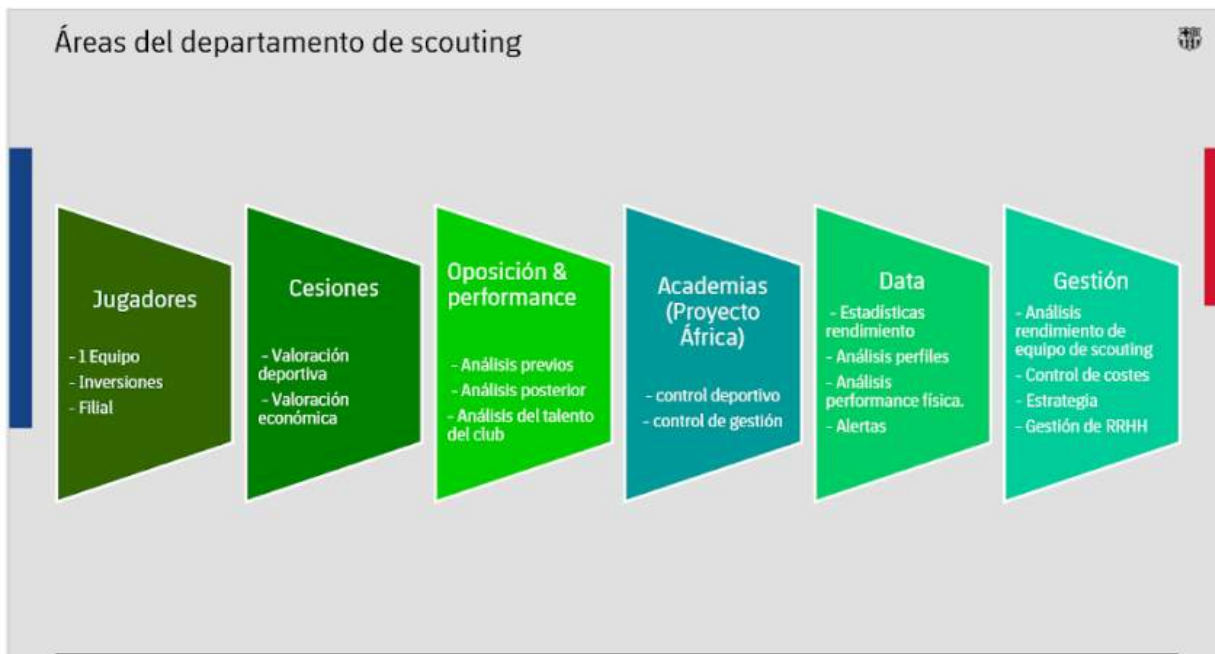 Áreas del departamento de scouting
Jugadores
- 1 Equipo
- Inversiones
- Filial
Cesiones
- Valoración
deportiva
- Valoración
económica
Oposición &
performance
- Análisis previos
- Análisis posterior
- Análisis del talento
del club
Academias
(Proyecto
África)
- control deportivo
- control de gestión
Data
- Estadísticas
rendimiento
- Análisis perfiles
- Análisis
performance física.
- Alertas
Gestión
- Análisis
rendimiento de
equipo de scouting
- Control de costes
- Estrategia
- Gestión de RRHH